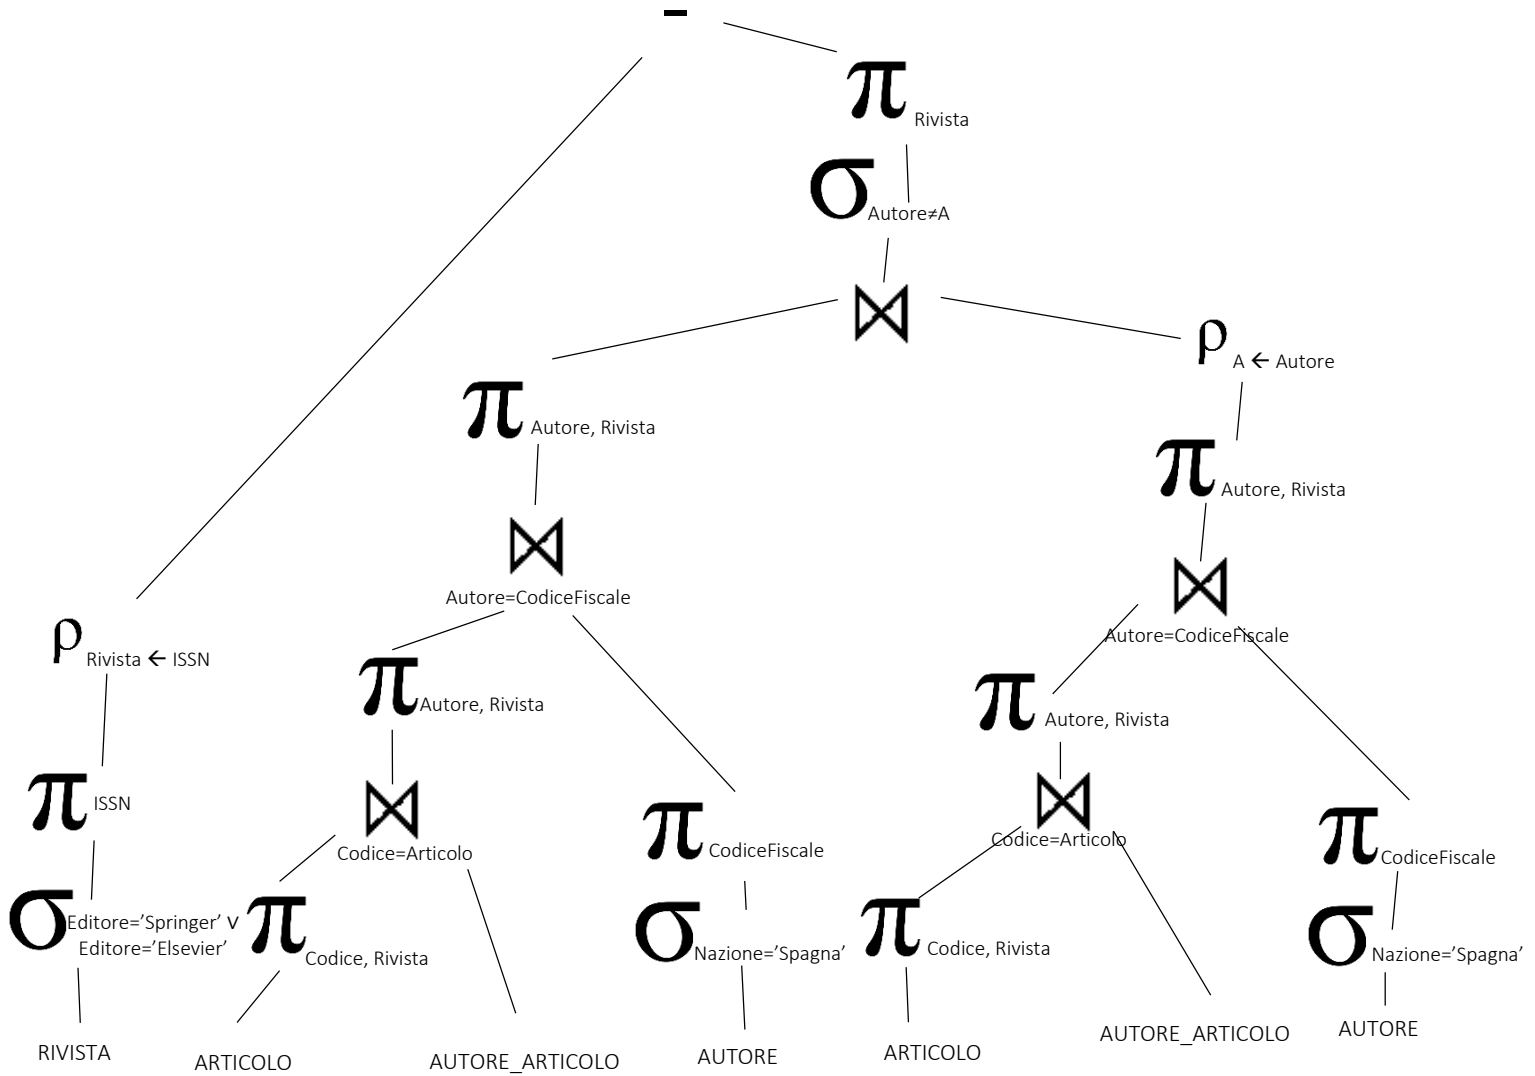 -
π Rivista
σ Autore≠A
⋈
ρ A ← Autore
π Autore, Rivista
π Autore, Rivista
⋈
Autore=CodiceFiscale
⋈
Autore=CodiceFiscale
ρ Rivista ← ISSN
π Autore, Rivista
π Autore, Rivista
π ISSN
⋈
Codice=Articolo
⋈
Codice=Articolo
π CodiceFiscale
π CodiceFiscale
σ Editore=’Springer’ ∨
Editore=’Elsevier’
π Codice, Rivista
σ Nazione=’Spagna’
π Codice, Rivista
σ Nazione=’Spagna’
RIVISTA
ARTICOLO
AUTORE_ARTICOLO
AUTORE
ARTICOLO
AUTORE_ARTICOLO
AUTORE